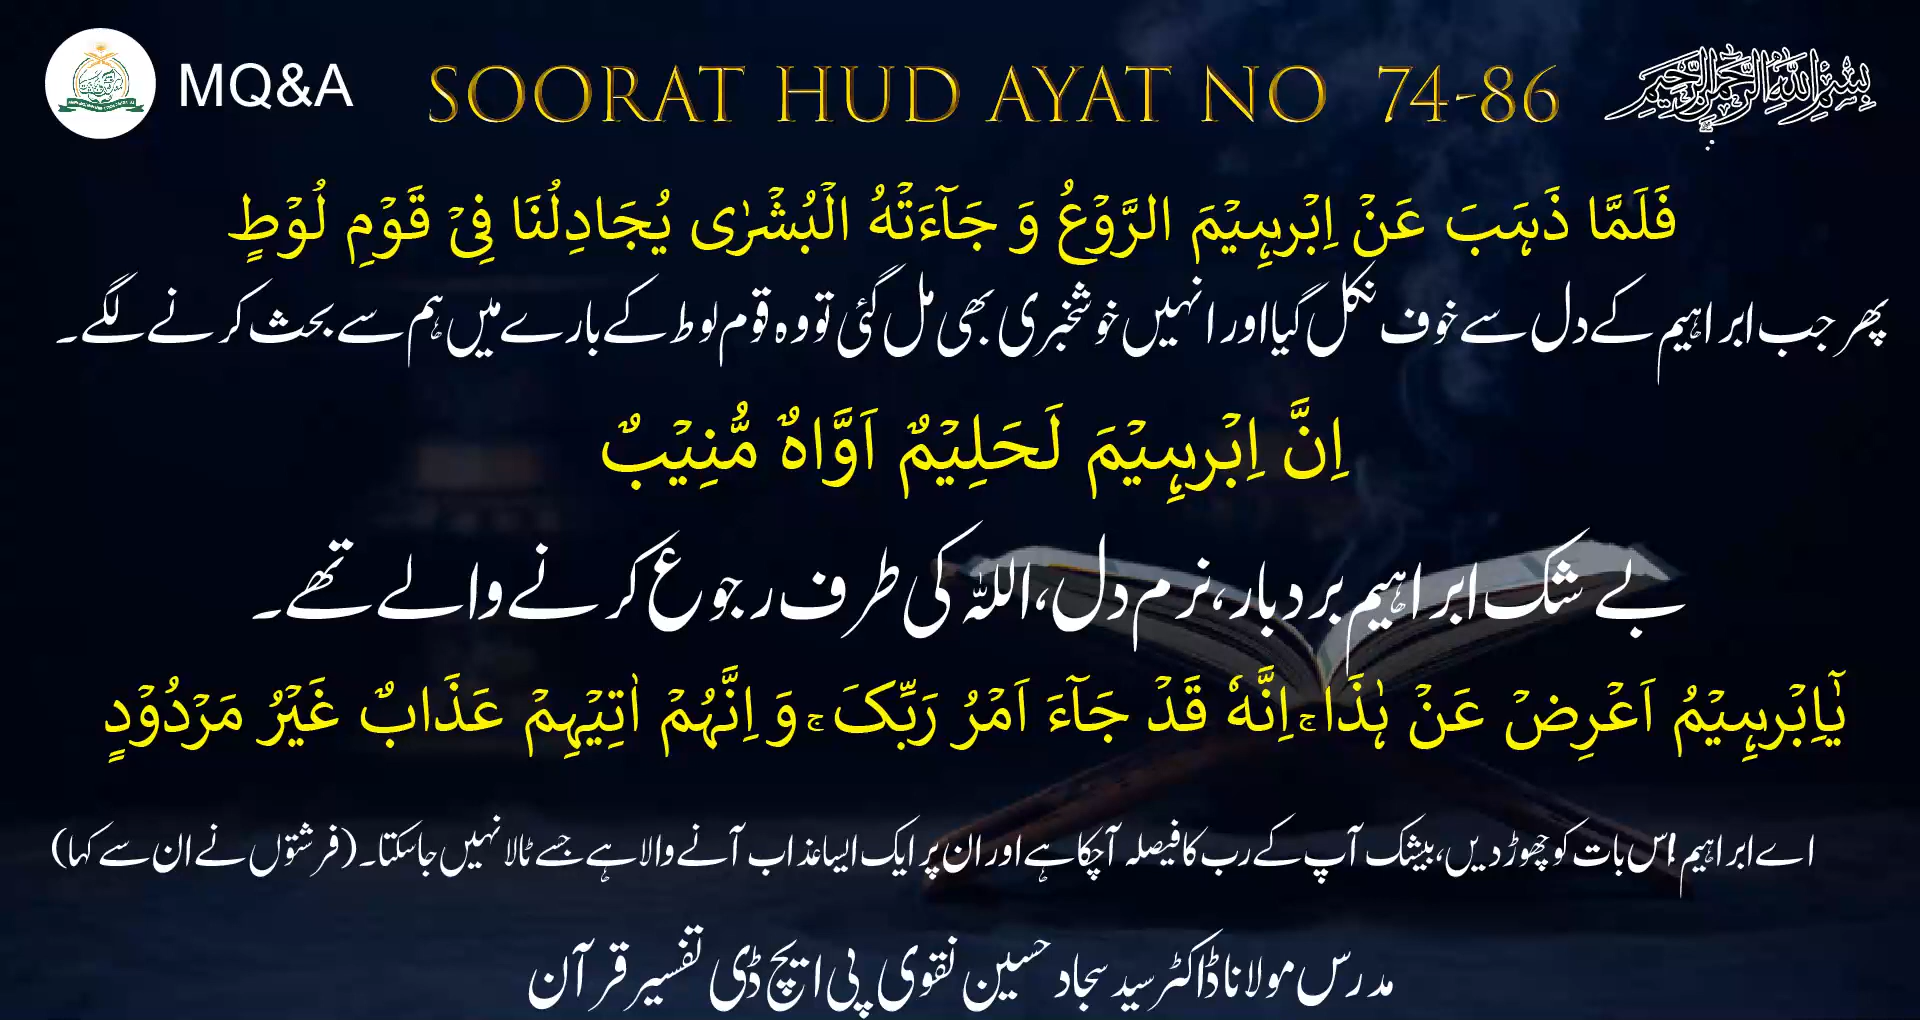 MQ&A
SOORAT HUD AYAT NO 74-86
بِسْمِ اللهِ الرَّحْمٰنِ الرَّحِيْمِ
فَلَمَّا ذَہَبَ عَنۡ اِبۡرٰہِیۡمَ الرَّوۡعُ وَ جَآءَتۡہُ الۡبُشۡرٰی یُجَادِلُنَا فِیۡ قَوۡمِ لُوۡطٍ
پھر جب ابراہیم کے دل سے خوف نکل گیا اور انہیں خوشخبری بھی مل گئی تو وہ قوم لوط کے بارے میں ہم سے بحث کرنے لگے۔
اِنَّ اِبۡرٰہِیۡمَ لَحَلِیۡمٌ اَوَّاہٌ مُّنِیۡبٌ
بے شک ابراہیم بردبار، نرم دل، اللہ کی طرف رجوع کرنے والے تھے۔
یٰۤـاِبۡرٰہِیۡمُ اَعۡرِضۡ عَنۡ ہٰذَا ۚ اِنَّہٗ قَدۡ جَآءَ اَمۡرُ رَبِّکَ ۚ وَ اِنَّہُمۡ اٰتِیۡہِمۡ عَذَابٌ غَیۡرُ مَرۡدُوۡدٍ
اے ابراہیم! اس بات کو چھوڑ دیں، بیشک آپ کے رب کا فیصلہ آچکا ہے اور ان پر ایک ایسا عذاب آنے والا ہے جسے ٹالا نہیں جا سکتا۔ (فرشتوں نے ان سے کہا)
مدرس مولانا ڈاکٹر سید سجاد حسین نقوی پی ایچ ڈی تفسیر قرآن